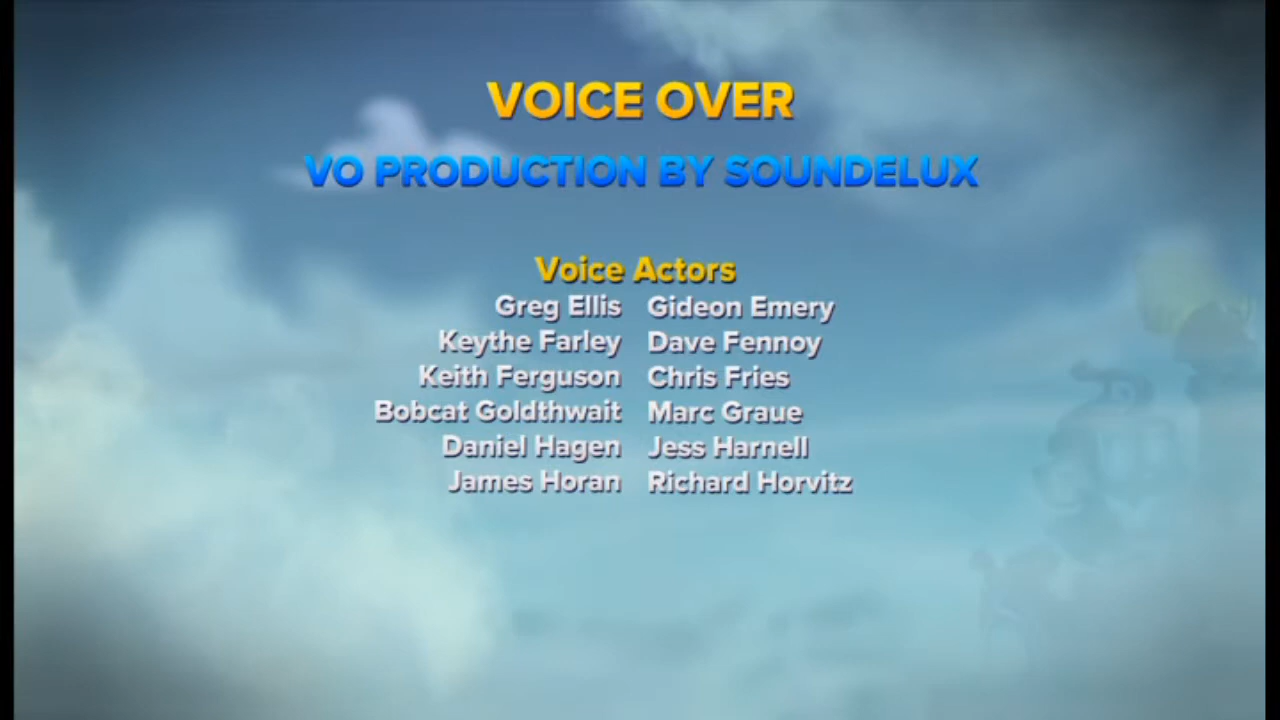 VOICE OVER
VO PRODUCTION BY SOUNDELUX
Voice Actors
Greg Ellis Gideon Emery
Keythe Farley Dave Fennoy
Keith Ferguson Chris Fries
Bobcat Goldthwait Marc Graue
Daniel Hagen Jess Harnell
James Horan Richard Horvitz